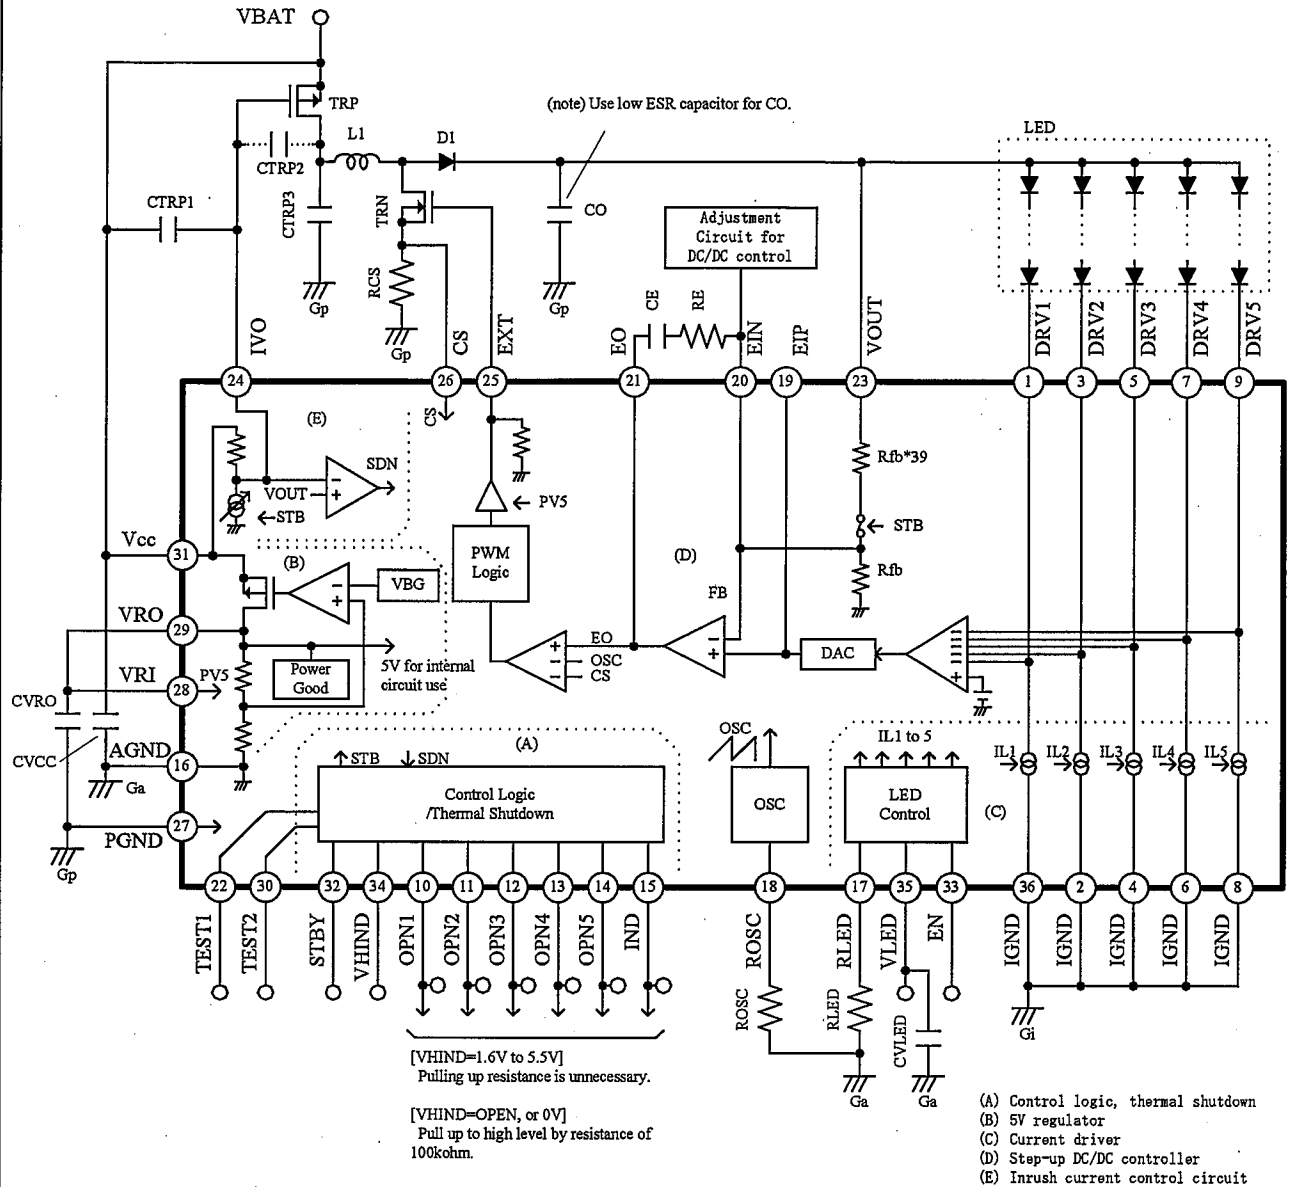 VBAT
TRP
(note) Use low ESR capacitor for CO.
LED
L1
D1
CTRP2
CTRP1
CTRP3
TRN
CO
Adjustment
Circuit for
DC/DC control
RCS
Gp
Gp
Gp
CE
RE
IVO
CS
EXT
EO
EIN
EIP
VOUT
DRV1
DRV2
DRV3
DRV4
DRV5
24
26
25
21
20
19
23
1
3
5
7
9
(E)
CS
SDN
VOUT
STB
PV5
Rfb*39
STB
Rfb
Vcc
31
(B)
VBG
PWM
Logic
(D)
FB
VRO
29
EO
OSC
CS
DAC
Power
Good
5V for internal
circuit use
VRI
28
PV5
CVRO
CVCC
AGND
16
Ga
(A)
STB
SDN
OSC
IL1 to 5
IL1
IL2
IL3
IL4
IL5
Control Logic
/Thermal Shutdown
OSC
LED
Control
(C)
27
PGND
Gp
22
30
32
34
10
11
12
13
14
15
18
17
35
33
36
2
4
6
8
TEST1
TEST2
STBY
VHIND
OPN1
OPN2
OPN3
OPN4
OPN5
IND
ROSC
RLED
VLED
EN
IGND
IGND
IGND
IGND
IGND
ROSC
RLED
CVLED
Gi
Ga
Ga
[VHIND=1.6V to 5.5V]
Pulling up resistance is unnecessary.
[VHIND=OPEN, or 0V]
Pull up to high level by resistance of
100kohm.
(A) Control logic, thermal shutdown
(B) 5V regulator
(C) Current driver
(D) Step-up DC/DC controller
(E) Inrush current control circuit